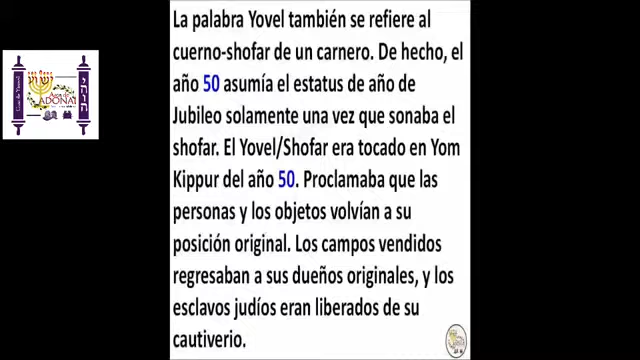 La palabra Yovel también se refiere al
cuerno-shofar de un carnero. De hecho, el
año 50 asumía el estatus de año de
Jubileo solamente una vez que sonaba el
shofar. El Yovel/Shofar era tocado en Yom
Kippur del año 50. Proclamaba que las
personas y los objetos volvían a su
posición original. Los campos vendidos
regresaban a sus dueños originales, y los
esclavos judíos eran liberados de su
cautiverio.
ADONAI